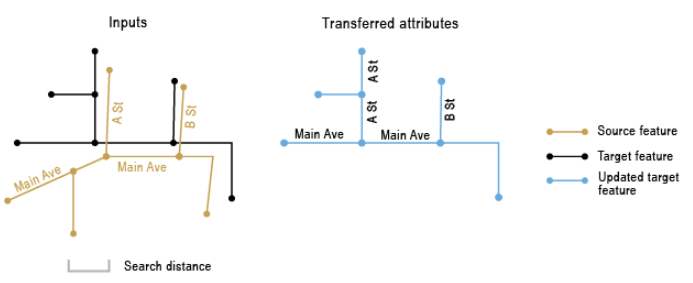 Inputs
Transferred attributes
A St
B St
Main Ave
Main Ave
A St
A St
B St
Main Ave
Main Ave
Source feature
Target feature
Updated target
feature
Search distance